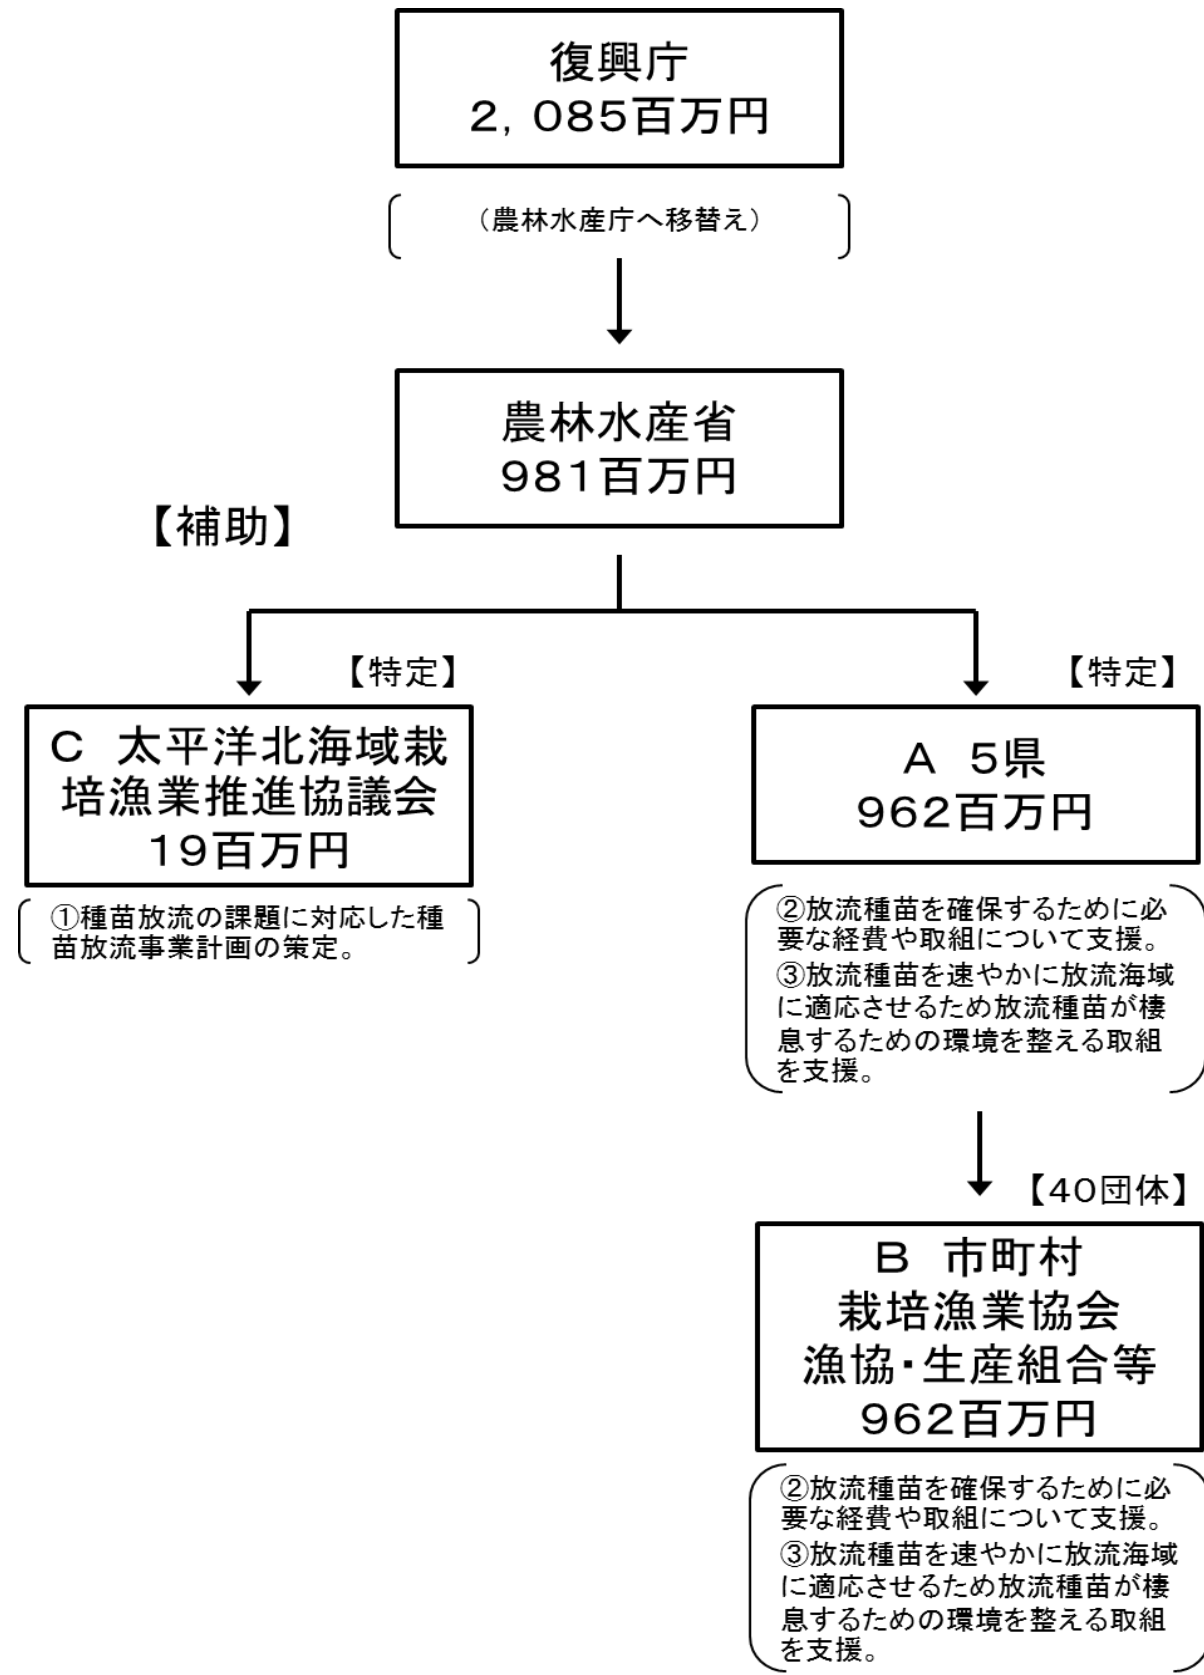 復興庁
2,085百万円
（農林水産庁へ移替え）
農林水産省
981百万円
【補助】
【特定】
C　太平洋北海域栽
培漁業推進協議会
19百万円
①種苗放流の課題に対応した種
苗放流事業計画の策定。
【特定】
A　5県
962百万円
②放流種苗を確保するために必
要な経費や取組について支援。
③放流種苗を速やかに放流海域
に適応させるため放流種苗が棲
息するための環境を整える取組
を支援。
【40団体】
B　市町村
栽培漁業協会
漁協・生産組合等
962百万円
②放流種苗を確保するために必
要な経費や取組について支援。
③放流種苗を速やかに放流海域
に適応させるため放流種苗が棲
息するための環境を整える取組
を支援。